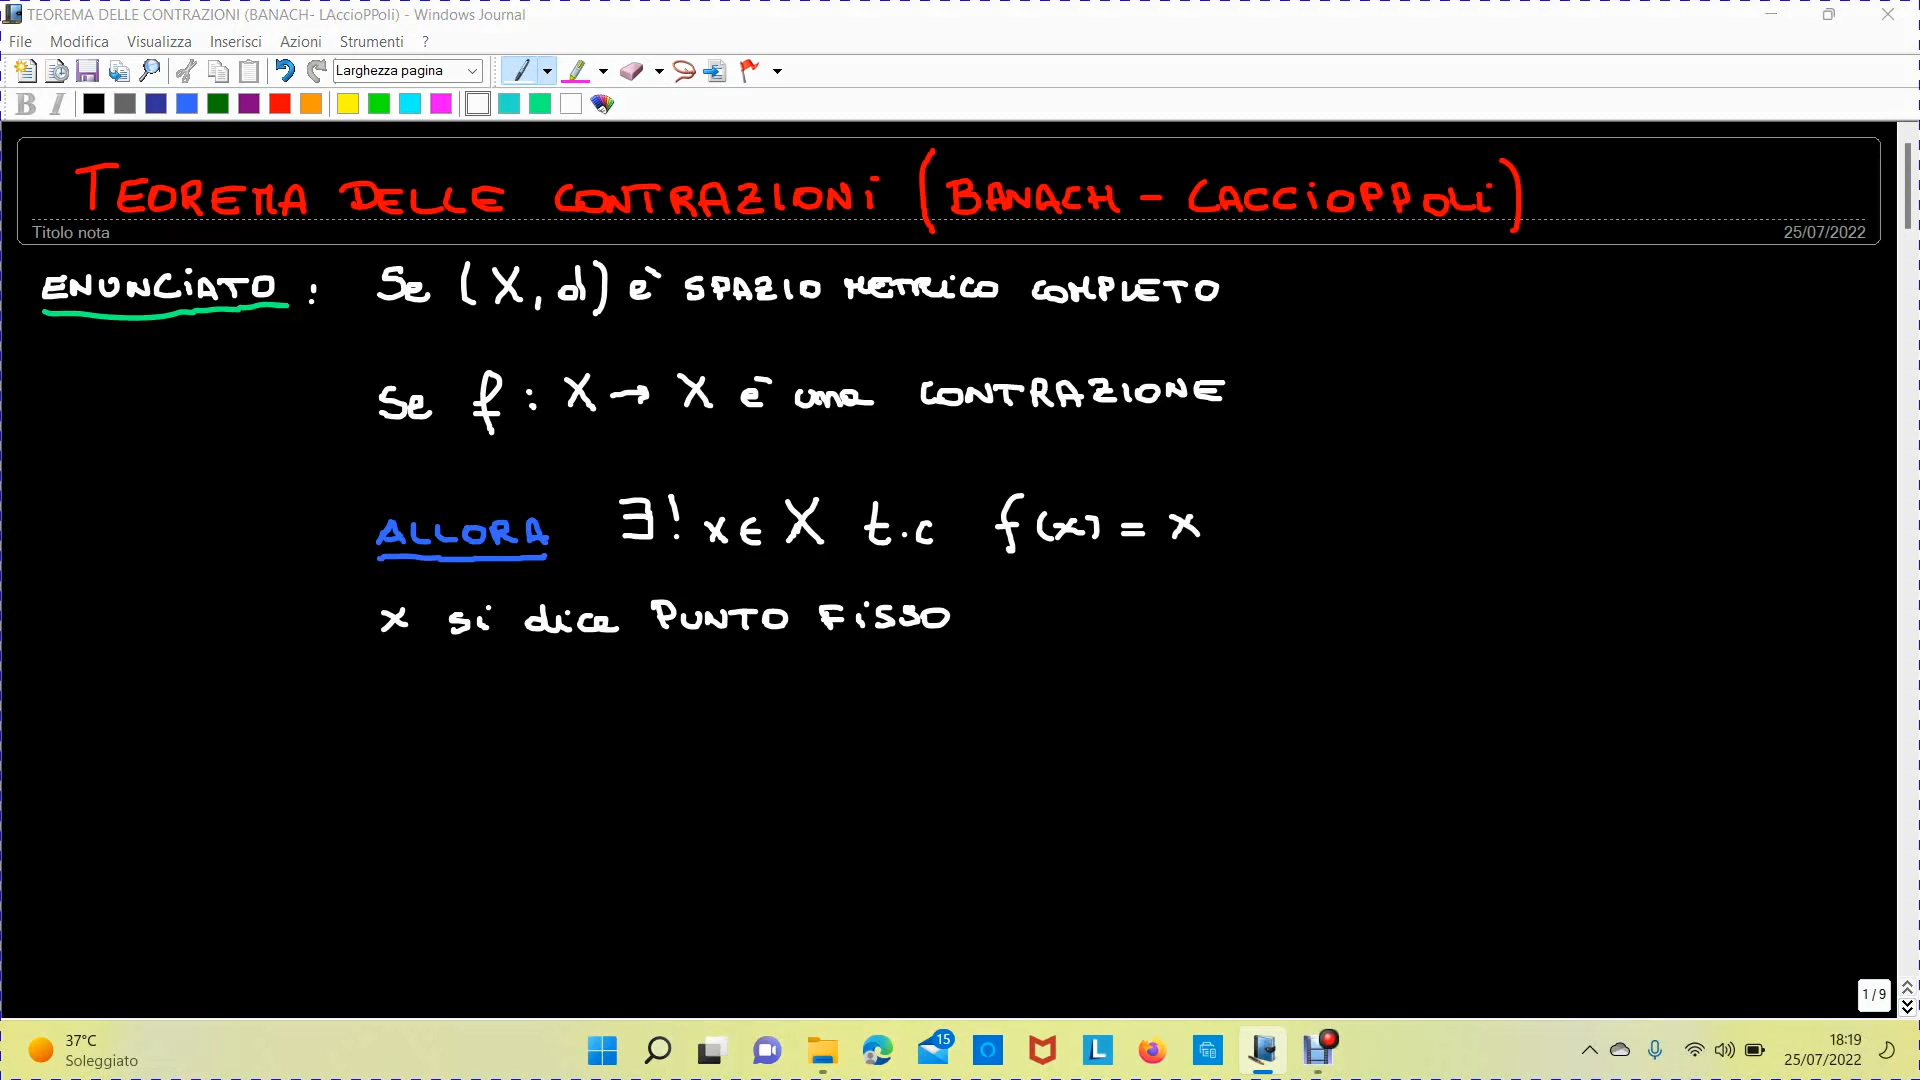 TEOREMA DELLE CONTRAZIONI (BANACH- LAccioPPoli) - Windows Journal
File Modifica Visualizza Inserisci Azioni Strumenti ?
Larghezza pagina
B I
TEOREMA DELLE CONTRAZIONI (BANACH - CACCIOPPOLI)
Titolo nota 25/07/2022
ENUNCIATO : Se (X, d) è SPAZIO METRICO COMPLETO
Se f : X → X è una CONTRAZIONE
ALLORA ∃! x ∈ X t.c f(x) = x
x si dice PUNTO FISSO
1 / 9
37°C
Soleggiato
15
L
18:19
25/07/2022